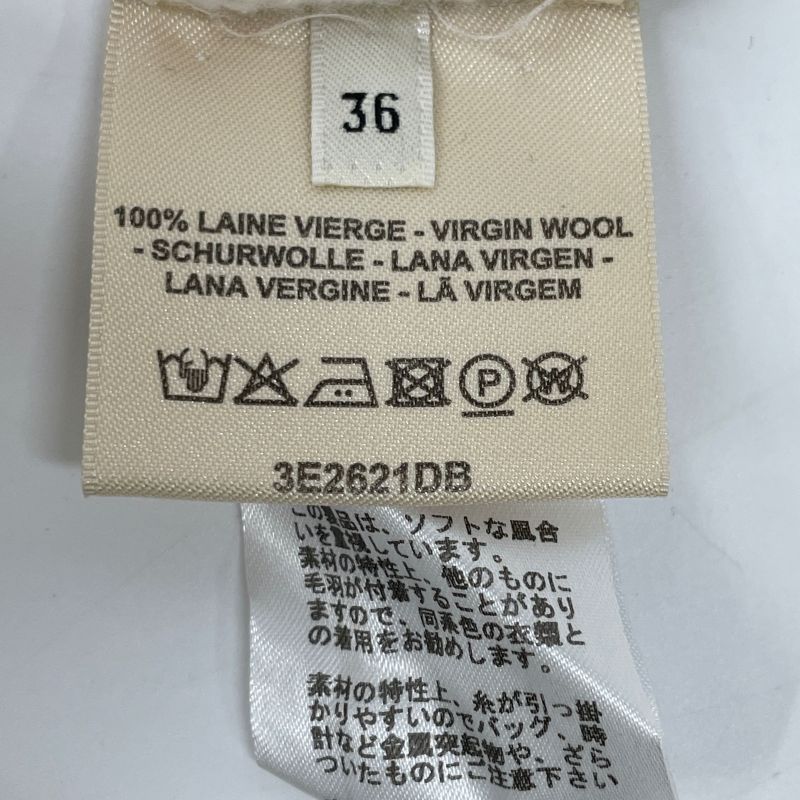 36
100% LAINE VIERGE - VIRGIN WOOL
- SCHURWOLLE - LANA VIRGEN -
LANA VERGINE - LÃ VIRGEM
P
W
3E2621DB
この製品は、ソフトな風合
いを重視しています。
素材の特性上、他のものに
毛羽が付着することがあり
ますので、同系色の衣類と
の着用をお勧めします。
素材の特性上、糸が引っ掛
かりやすいのでバッグ、時
計など金属突起物や、ざら
ついたものにご注意下さい